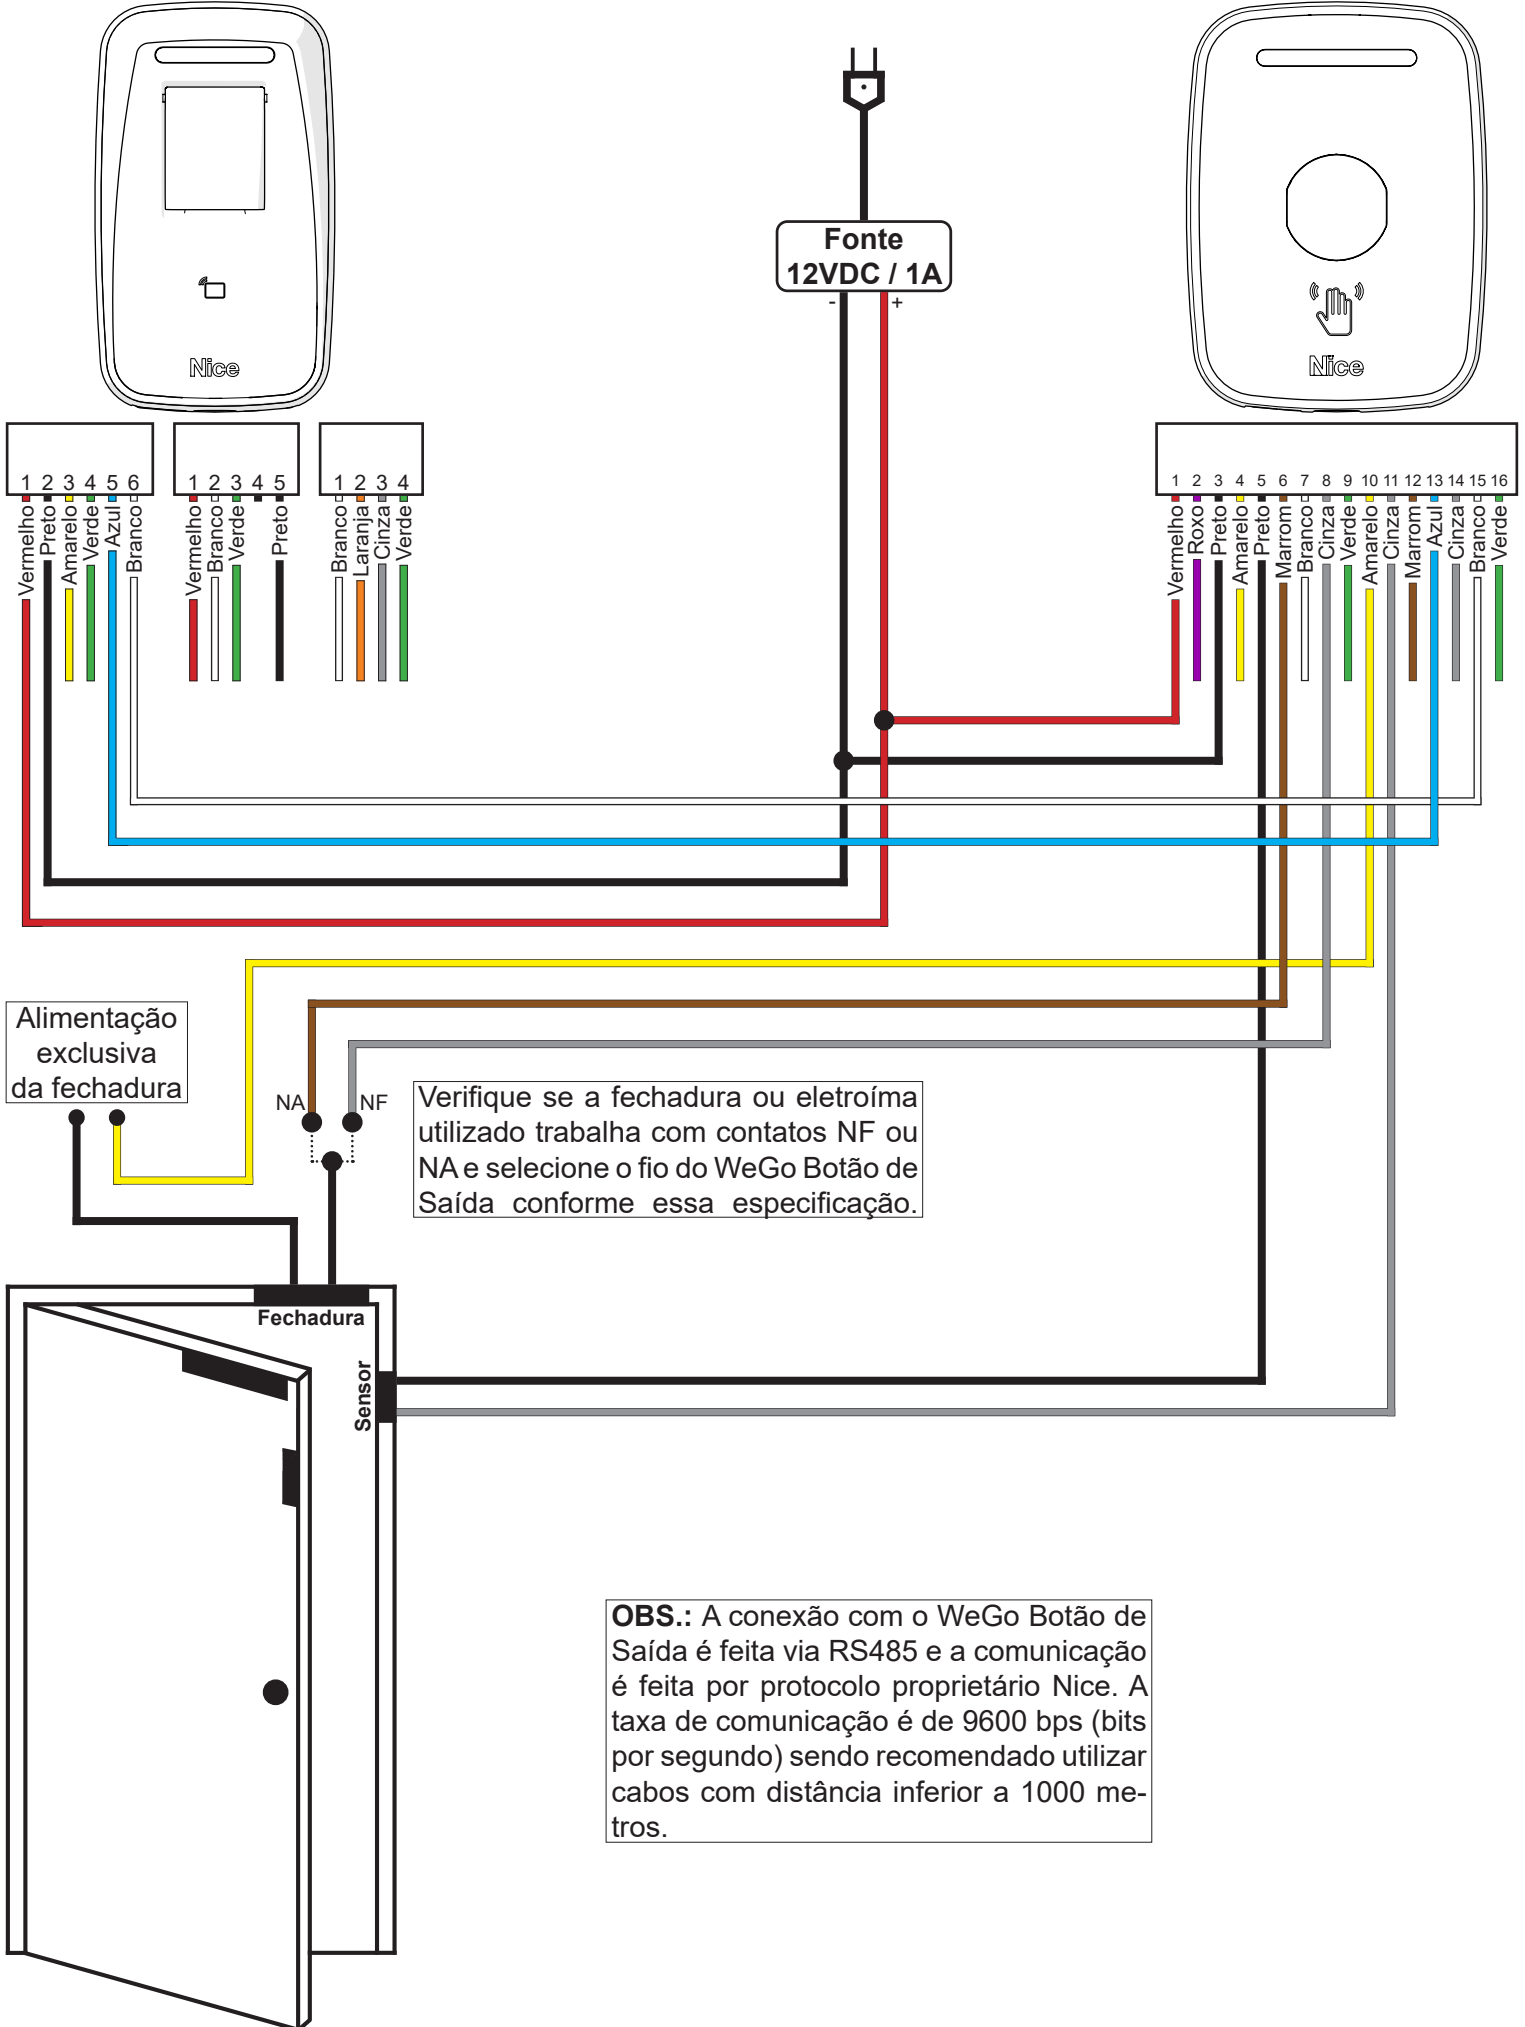 Fonte
12VDC / 1A
- +
Nice
Nice
1 2 3 4 5 6
1 2 3 4 5
1 2 3 4
1 2 3 4 5 6 7 8 9 10 11 12 13 14 15 16
Vermelho
Preto
Amarelo
Verde
Azul
Branco
Vermelho
Branco
Verde
Preto
Branco
Laranja
Cinza
Verde
Vermelho
Roxo
Preto
Amarelo
Preto
Marrom
Branco
Cinza
Verde
Amarelo
Cinza
Marrom
Azul
Cinza
Branco
Verde
Alimentação
exclusiva
da fechadura
NA
NF
Verifique se a fechadura ou eletroíma
utilizado trabalha com contatos NF ou
NA e selecione o fio do WeGo Botão de
Saída conforme essa especificação.
Fechadura
Sensor
OBS.: A conexão com o WeGo Botão de
Saída é feita via RS485 e a comunicação
é feita por protocolo proprietário Nice. A
taxa de comunicação é de 9600 bps (bits
por segundo) sendo recomendado utilizar
cabos com distância inferior a 1000 me-
tros.